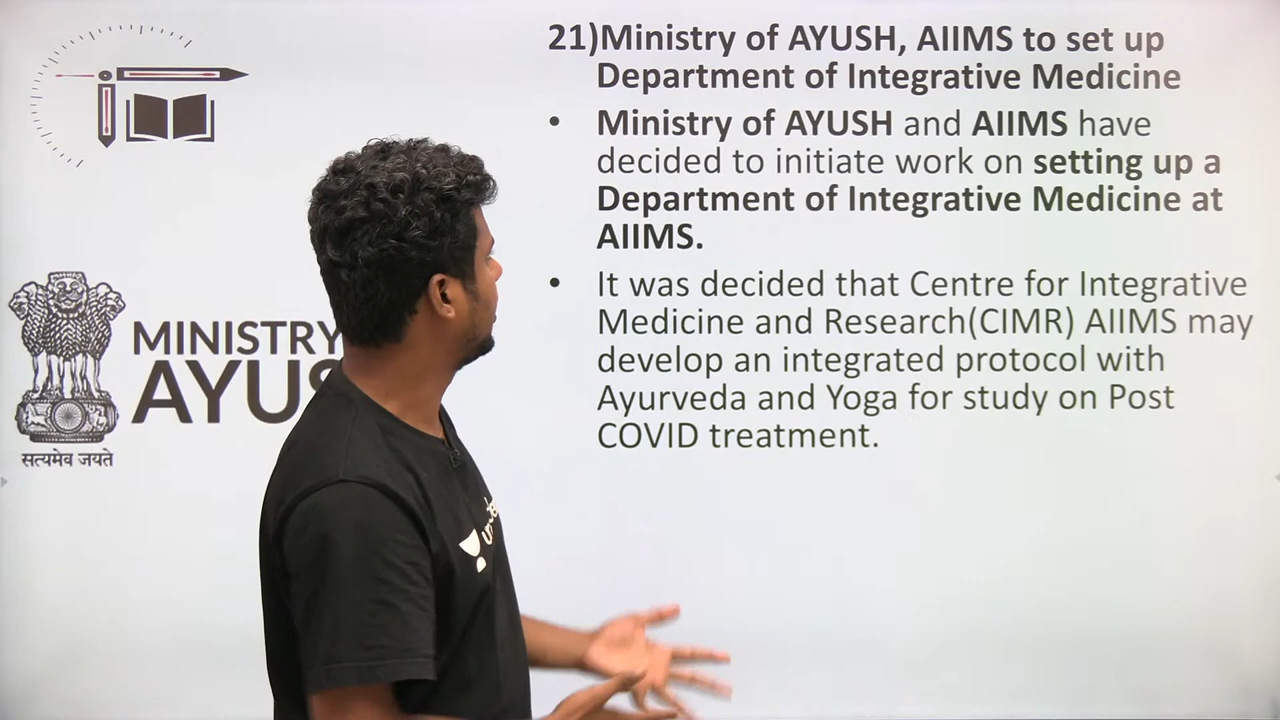 21)Ministry of AYUSH, AIIMS to set up
Department of Integrative Medicine
• Ministry of AYUSH and AIIMS have
decided to initiate work on setting up a
Department of Integrative Medicine at
AIIMS.
• It was decided that Centre for Integrative
Medicine and Research(CIMR) AIIMS may
develop an integrated protocol with
Ayurveda and Yoga for study on Post
COVID treatment.
MINISTRY
AYUS
सत्यमेव जयते